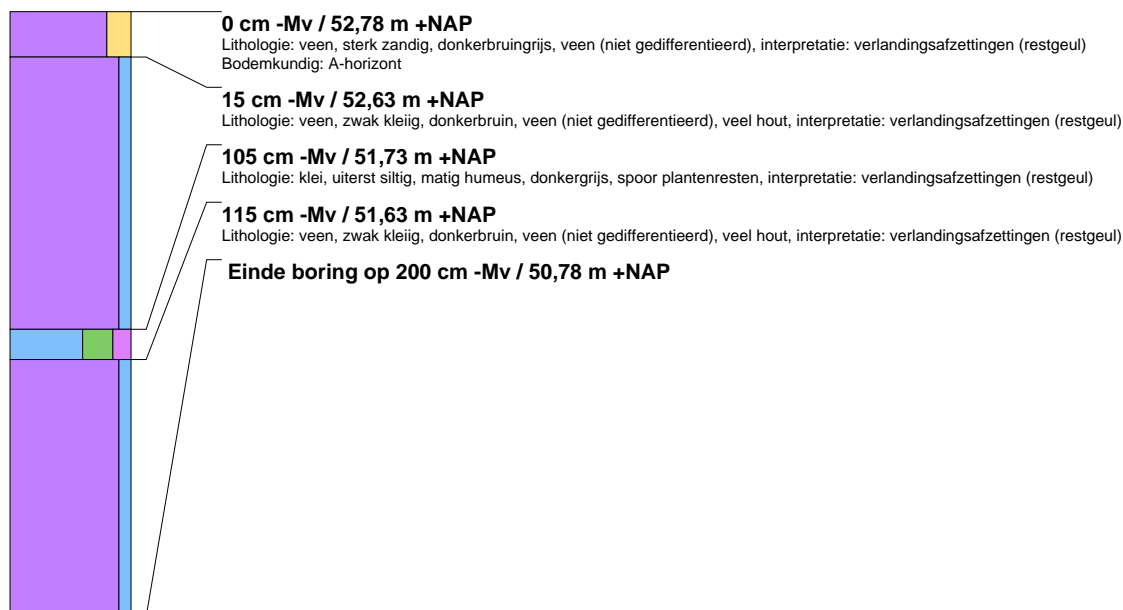 0 cm -Mv / 52,78 m +NAP
Lithologie: veen, sterk zandig, donkerbruingrijs, veen (niet gedifferentieerd), interpretatie: verlandingsafzettingen (restgeul)
Bodemkundig: A-horizont
15 cm -Mv / 52,63 m +NAP
Lithologie: veen, zwak kleiig, donkerbruin, veen (niet gedifferentieerd), veel hout, interpretatie: verlandingsafzettingen (restgeul)
105 cm -Mv / 51,73 m +NAP
Lithologie: klei, uiterst siltig, matig humeus, donkergrijs, spoor plantenresten, interpretatie: verlandingsafzettingen (restgeul)
115 cm -Mv / 51,63 m +NAP
Lithologie: veen, zwak kleiig, donkerbruin, veen (niet gedifferentieerd), veel hout, interpretatie: verlandingsafzettingen (restgeul)
Einde boring op 200 cm -Mv / 50,78 m +NAP